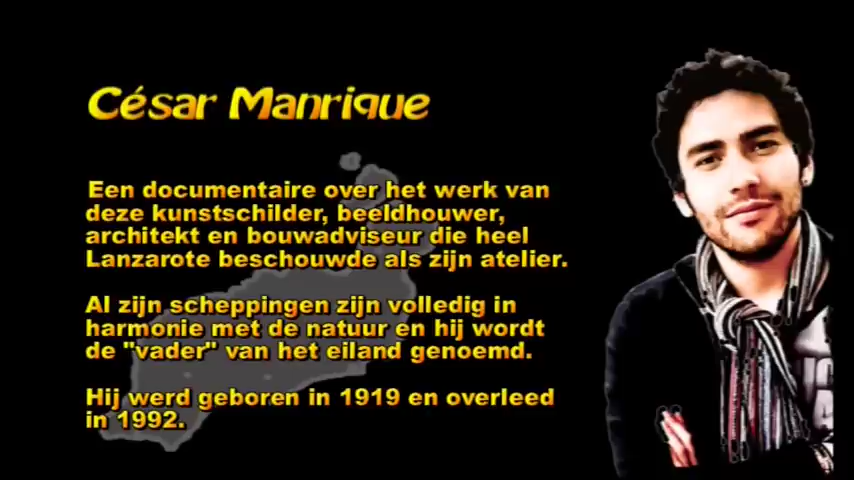 César Manrique
Een documentaire over het werk van
deze kunstschilder, beeldhouwer,
architekt en bouwadviseur die heel
Lanzarote beschouwde als zijn atelier.
Al zijn scheppingen zijn volledig in
harmonie met de natuur en hij wordt
de "vader" van het eiland genoemd.
Hij werd geboren in 1919 en overleed
in 1992.